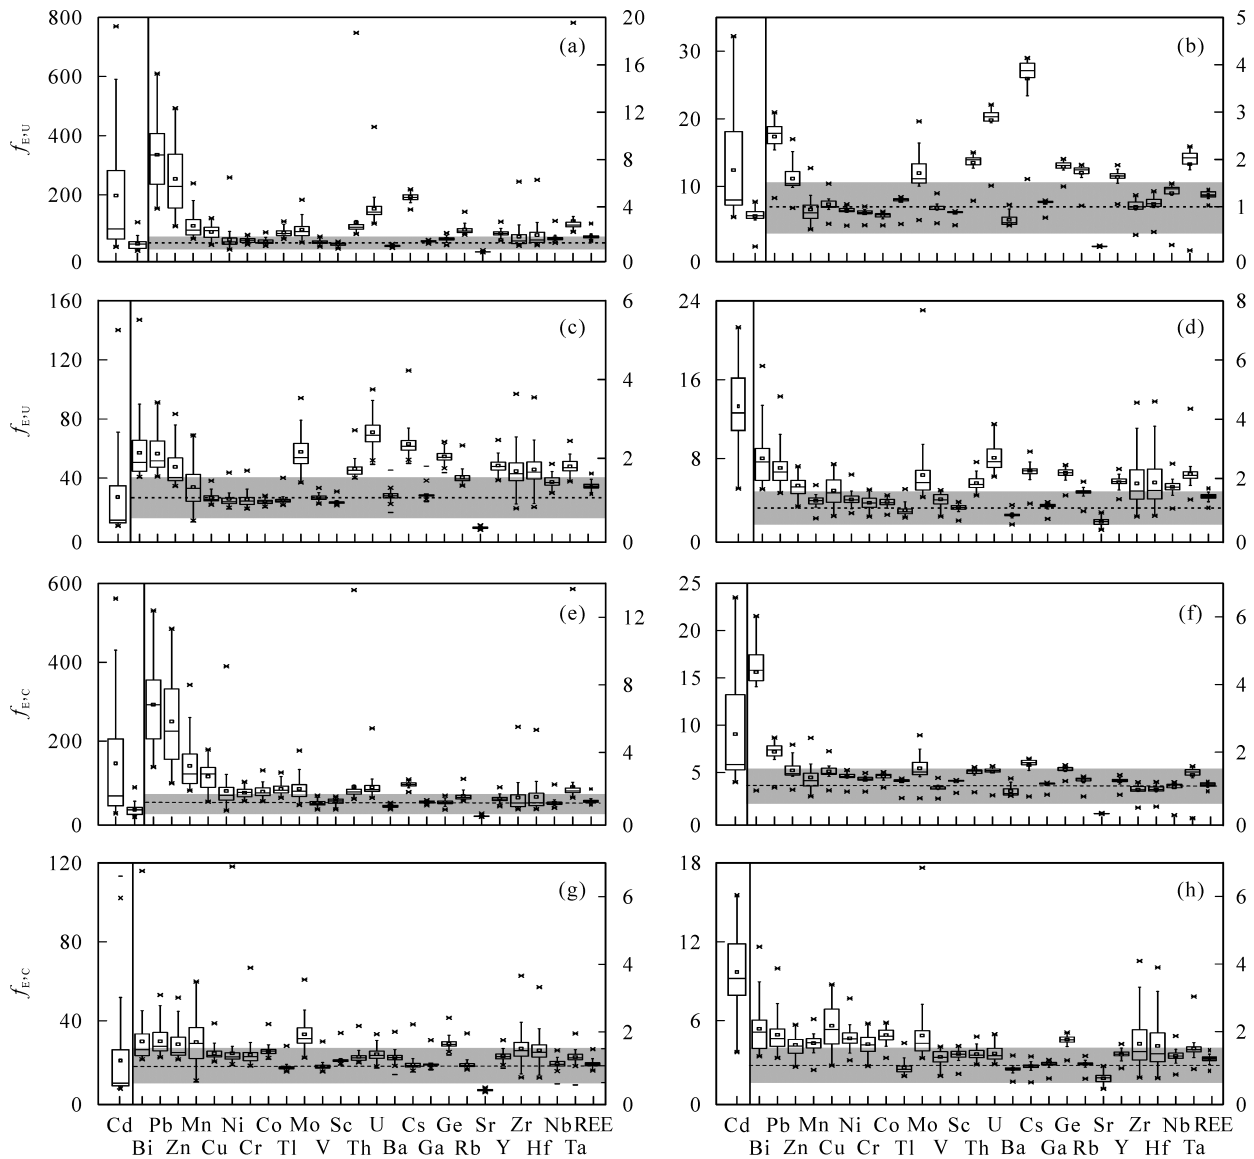 800 20 (a) 5 (b)
600 16 30 4
400 12 20 3
200 8 10 2
4 1
0 0 0 0
f E,U
160 6 (c) 24 8 (d)
120 4 16 6
80 2 8 4
40 2
0 0 0 0
f E,U
600 12 (e) 25 6 (f)
400 8 20 4
200 4 15 2
10
5
0 0 0 0
f E,C
120 6 (g) 18 6 (h)
80 4 12 4
40 2 6 2
0 0 0 0
f E,C
Cd Pb Mn Ni Co Mo Sc U Cs Ge Sr Zr Nb REE Cd Pb Mn Ni Co Mo Sc U Cs Ge Sr Zr Nb REE
Bi Zn Cu Cr Tl V Th Ba Ga Rb Y Hf Ta Bi Zn Cu Cr Tl V Th Ba Ga Rb Y Hf Ta